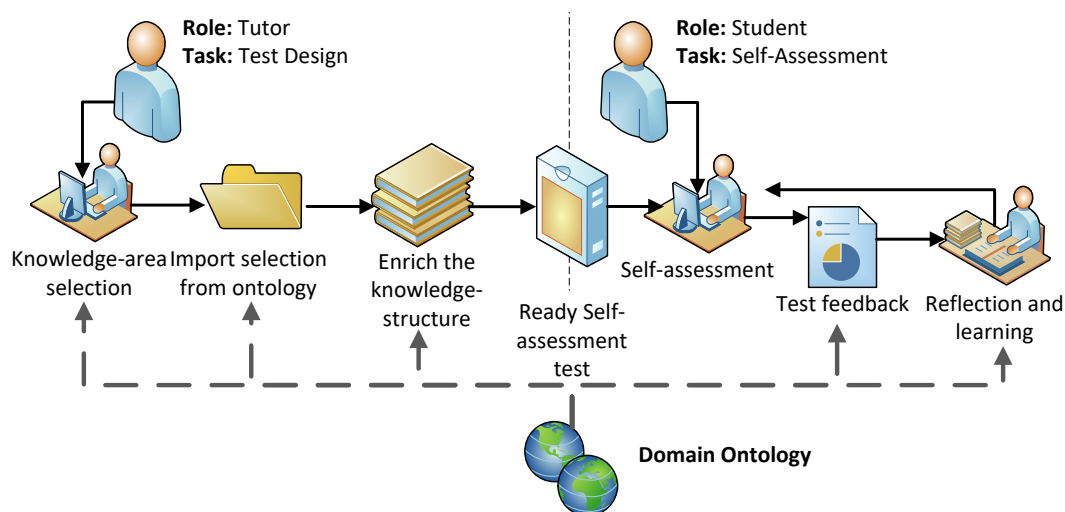 Role: Tutor
Task: Test Design
Role: Student
Task: Self-Assessment
Knowledge-area
selection
Import selection
from ontology
Enrich the
knowledge-
structure
Ready Self-
assessment
test
Self-assessment
Test feedback
Reflection and
learning
Domain Ontology